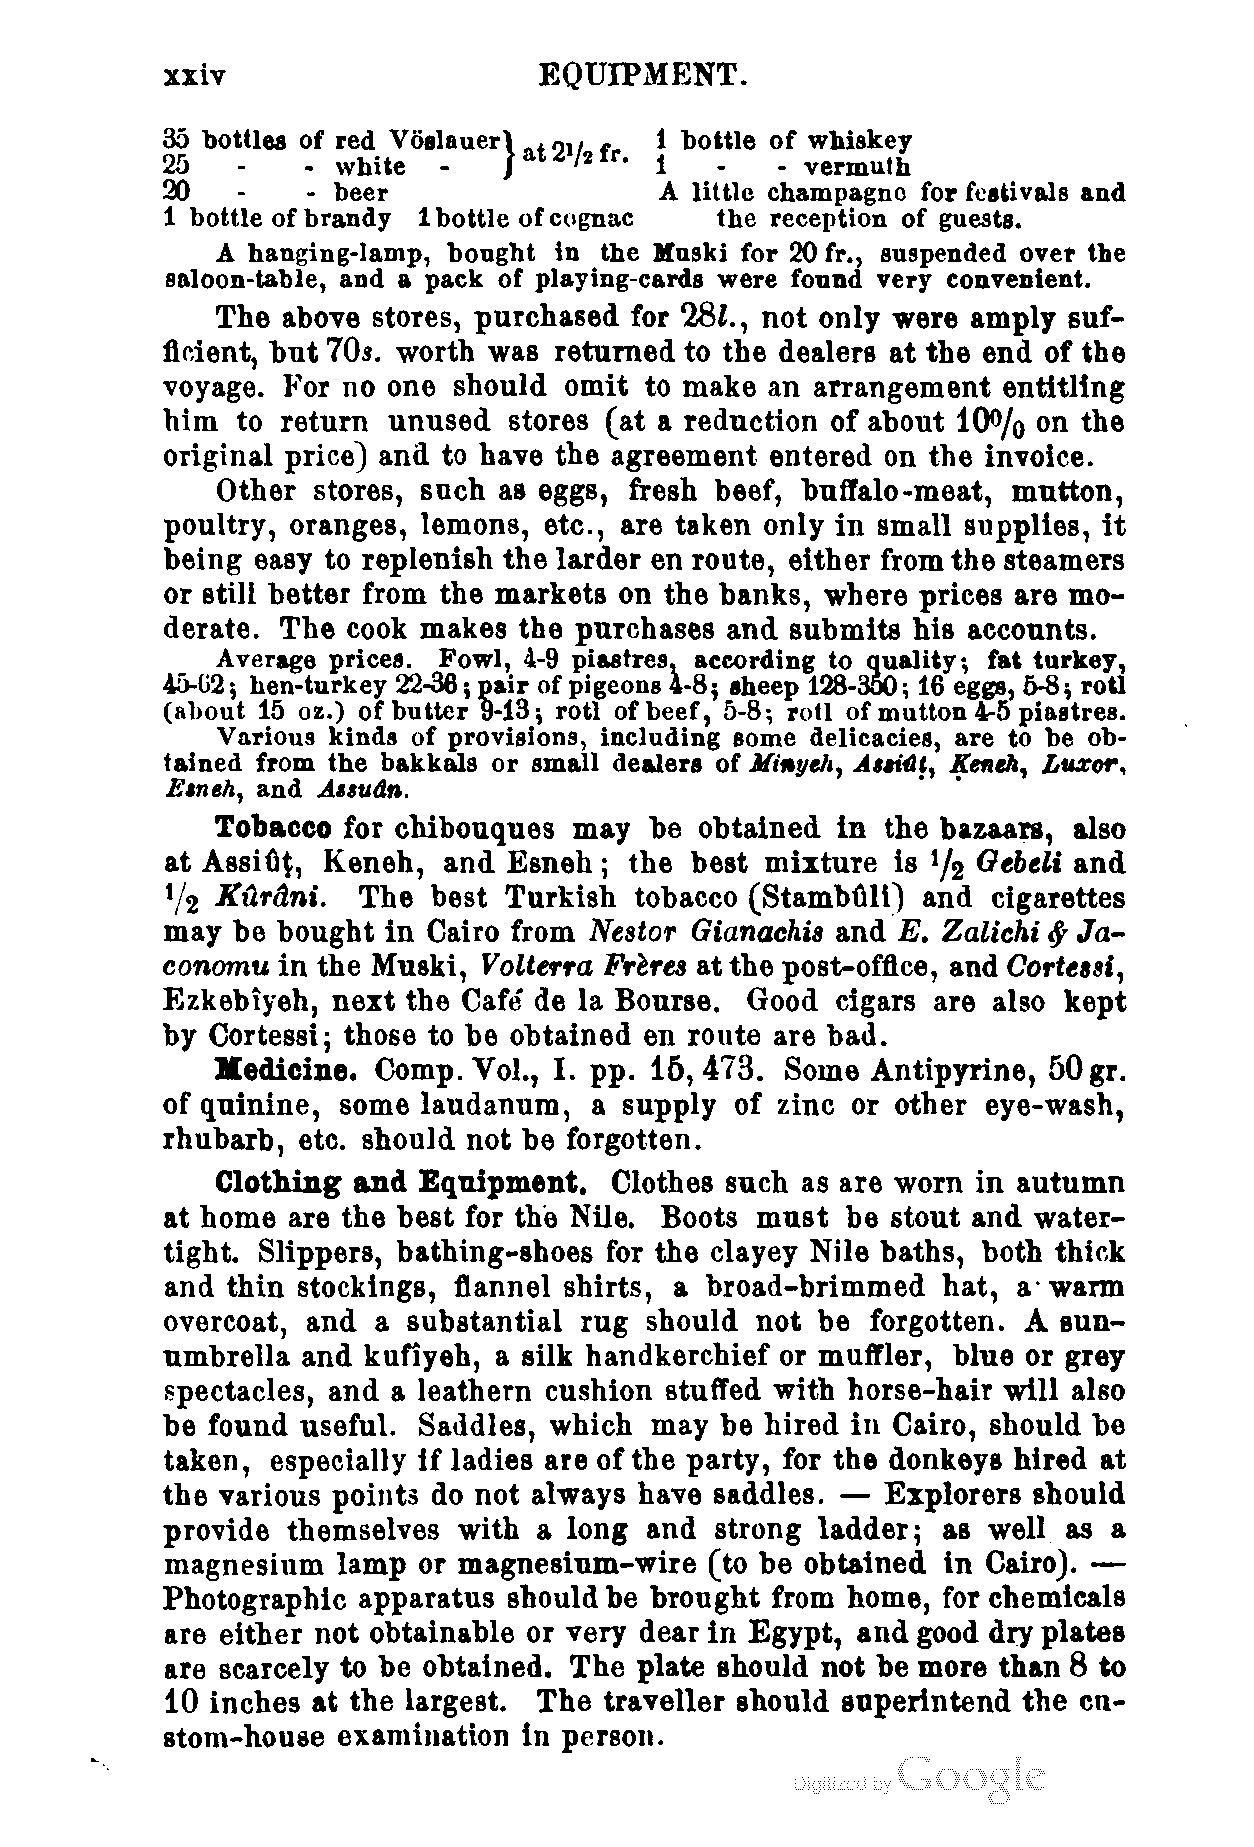 xxiv EQUIPMENT.
35 bottles of red Vöslauer } at 2½ fr. 1 bottle of whiskey
25 - - white - 1 - - vermuth
20 - - beer A little champagne for festivals and
1 bottle of brandy 1 bottle of cognac the reception of guests.
A hanging-lamp, bought in the Muski for 20 fr., suspended over the
saloon-table, and a pack of playing-cards were found very convenient.
The above stores, purchased for 28l., not only were amply suf-
ficient, but 70s. worth was returned to the dealers at the end of the
voyage. For no one should omit to make an arrangement entitling
him to return unused stores (at a reduction of about 10% on the
original price) and to have the agreement entered on the invoice.
Other stores, such as eggs, fresh beef, buffalo-meat, mutton,
poultry, oranges, lemons, etc., are taken only in small supplies, it
being easy to replenish the larder en route, either from the steamers
or still better from the markets on the banks, where prices are mo-
derate. The cook makes the purchases and submits his accounts.
Average prices. Fowl, 4-9 piastres, according to quality; fat turkey,
45-62; hen-turkey 22-36; pair of pigeons 4-8; sheep 128-350; 16 eggs, 5-8; rotl
(about 15 oz.) of butter 9-13; rotl of beef, 5-8; rotl of mutton 4-5 piastres.
Various kinds of provisions, including some delicacies, are to be ob-
tained from the bakkals or small dealers of Minyeh, Assiûṭ, Ḳeneh, Luxor,
Esneh, and Assuân.
Tobacco for chibouques may be obtained in the bazaars, also
at Assiûṭ, Keneh, and Esneh; the best mixture is ½ Gebeli and
½ Kûrâni. The best Turkish tobacco (Stambûli) and cigarettes
may be bought in Cairo from Nestor Gianachis and E. Zalichi & Ja-
conomu in the Muski, Volterra Frères at the post-office, and Cortessi,
Ezkebîyeh, next the Café de la Bourse. Good cigars are also kept
by Cortessi; those to be obtained en route are bad.
Medicine. Comp. Vol., I. pp. 15, 473. Some Antipyrine, 50 gr.
of quinine, some laudanum, a supply of zinc or other eye-wash,
rhubarb, etc. should not be forgotten.
Clothing and Equipment. Clothes such as are worn in autumn
at home are the best for the Nile. Boots must be stout and water-
tight. Slippers, bathing-shoes for the clayey Nile baths, both thick
and thin stockings, flannel shirts, a broad-brimmed hat, a warm
overcoat, and a substantial rug should not be forgotten. A sun-
umbrella and kufîyeh, a silk handkerchief or muffler, blue or grey
spectacles, and a leathern cushion stuffed with horse-hair will also
be found useful. Saddles, which may be hired in Cairo, should be
taken, especially if ladies are of the party, for the donkeys hired at
the various points do not always have saddles. — Explorers should
provide themselves with a long and strong ladder; as well as a
magnesium lamp or magnesium-wire (to be obtained in Cairo). —
Photographic apparatus should be brought from home, for chemicals
are either not obtainable or very dear in Egypt, and good dry plates
are scarcely to be obtained. The plate should not be more than 8 to
10 inches at the largest. The traveller should superintend the cu-
stom-house examination in person.
Digitized by Google